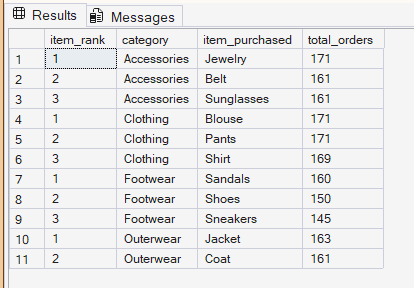 Results Messages
item_rank category item_purchased total_orders
1 1 Accessories Jewelry 171
2 2 Accessories Belt 161
3 3 Accessories Sunglasses 161
4 1 Clothing Blouse 171
5 2 Clothing Pants 171
6 3 Clothing Shirt 169
7 1 Footwear Sandals 160
8 2 Footwear Shoes 150
9 3 Footwear Sneakers 145
10 1 Outerwear Jacket 163
11 2 Outerwear Coat 161